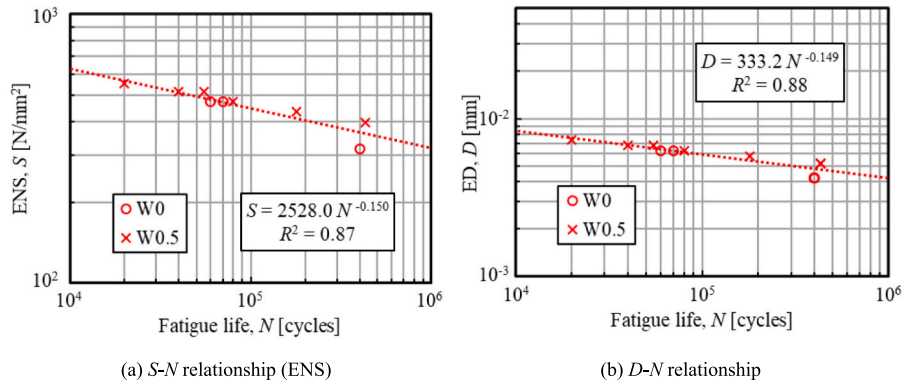 10³
ENS, S [N/mm²]
W0
W0.5
S = 2528.0 N⁻⁰·¹⁵⁰
R² = 0.87
10²
10⁴ 10⁵ 10⁶
Fatigue life, N [cycles]
(a) S-N relationship (ENS)
10⁻¹
ED, D [mm]
D = 333.2 N⁻⁰·¹⁴⁹
R² = 0.88
10⁻²
W0
W0.5
10⁻³
10⁴ 10⁵ 10⁶
Fatigue life, N [cycles]
(b) D-N relationship